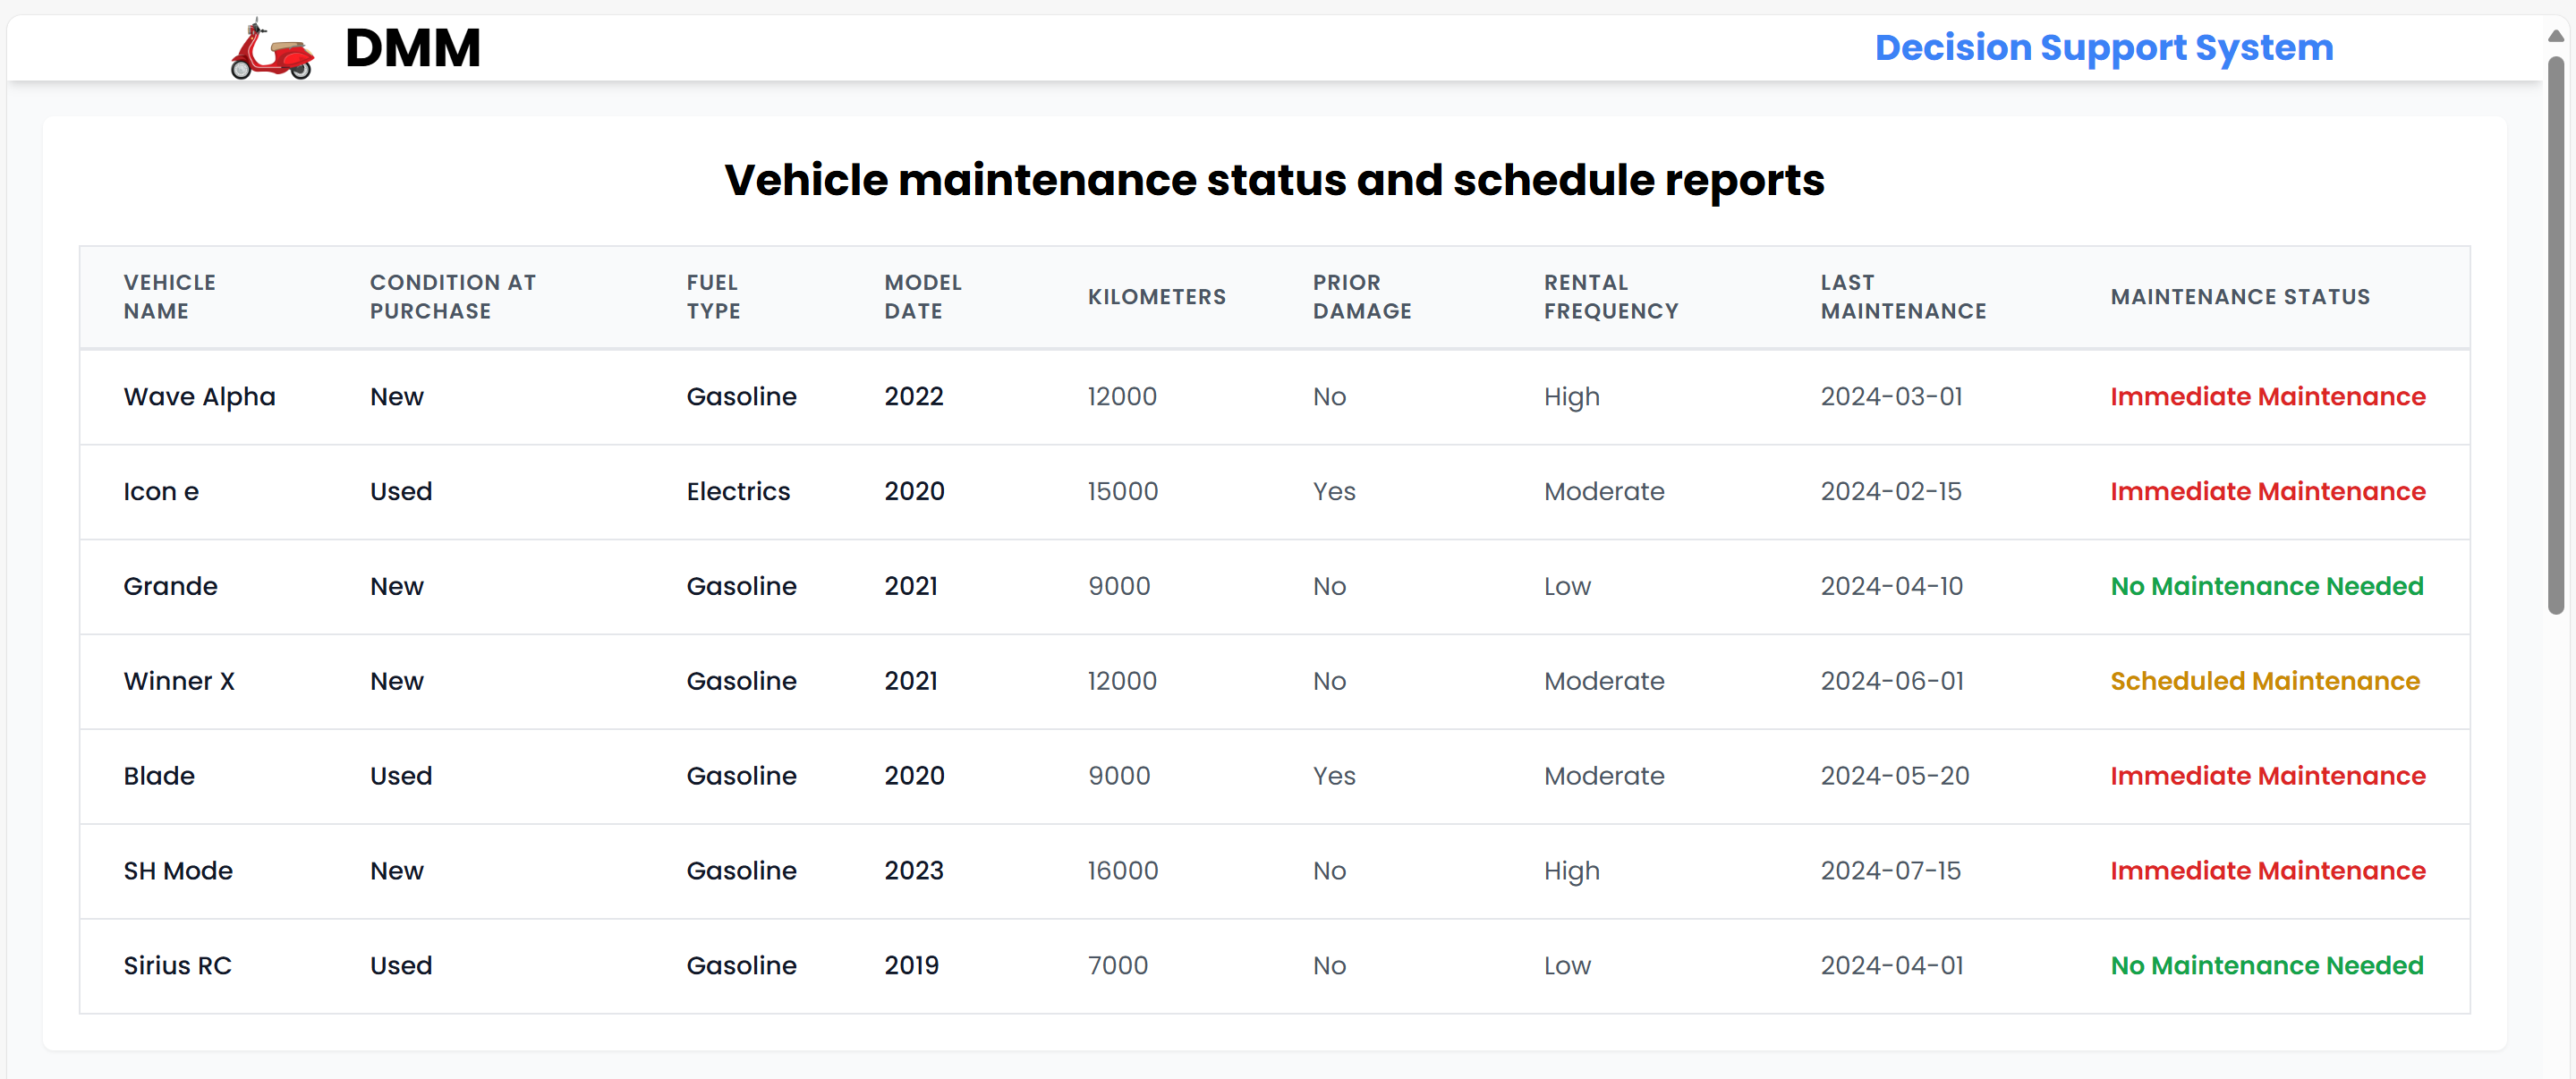 DMM
Decision Support System
Vehicle maintenance status and schedule reports
VEHICLE NAME CONDITION AT PURCHASE FUEL TYPE MODEL DATE KILOMETERS PRIOR DAMAGE RENTAL FREQUENCY LAST MAINTENANCE MAINTENANCE STATUS
Wave Alpha New Gasoline 2022 12000 No High 2024-03-01 Immediate Maintenance
Icon e Used Electrics 2020 15000 Yes Moderate 2024-02-15 Immediate Maintenance
Grande New Gasoline 2021 9000 No Low 2024-04-10 No Maintenance Needed
Winner X New Gasoline 2021 12000 No Moderate 2024-06-01 Scheduled Maintenance
Blade Used Gasoline 2020 9000 Yes Moderate 2024-05-20 Immediate Maintenance
SH Mode New Gasoline 2023 16000 No High 2024-07-15 Immediate Maintenance
Sirius RC Used Gasoline 2019 7000 No Low 2024-04-01 No Maintenance Needed